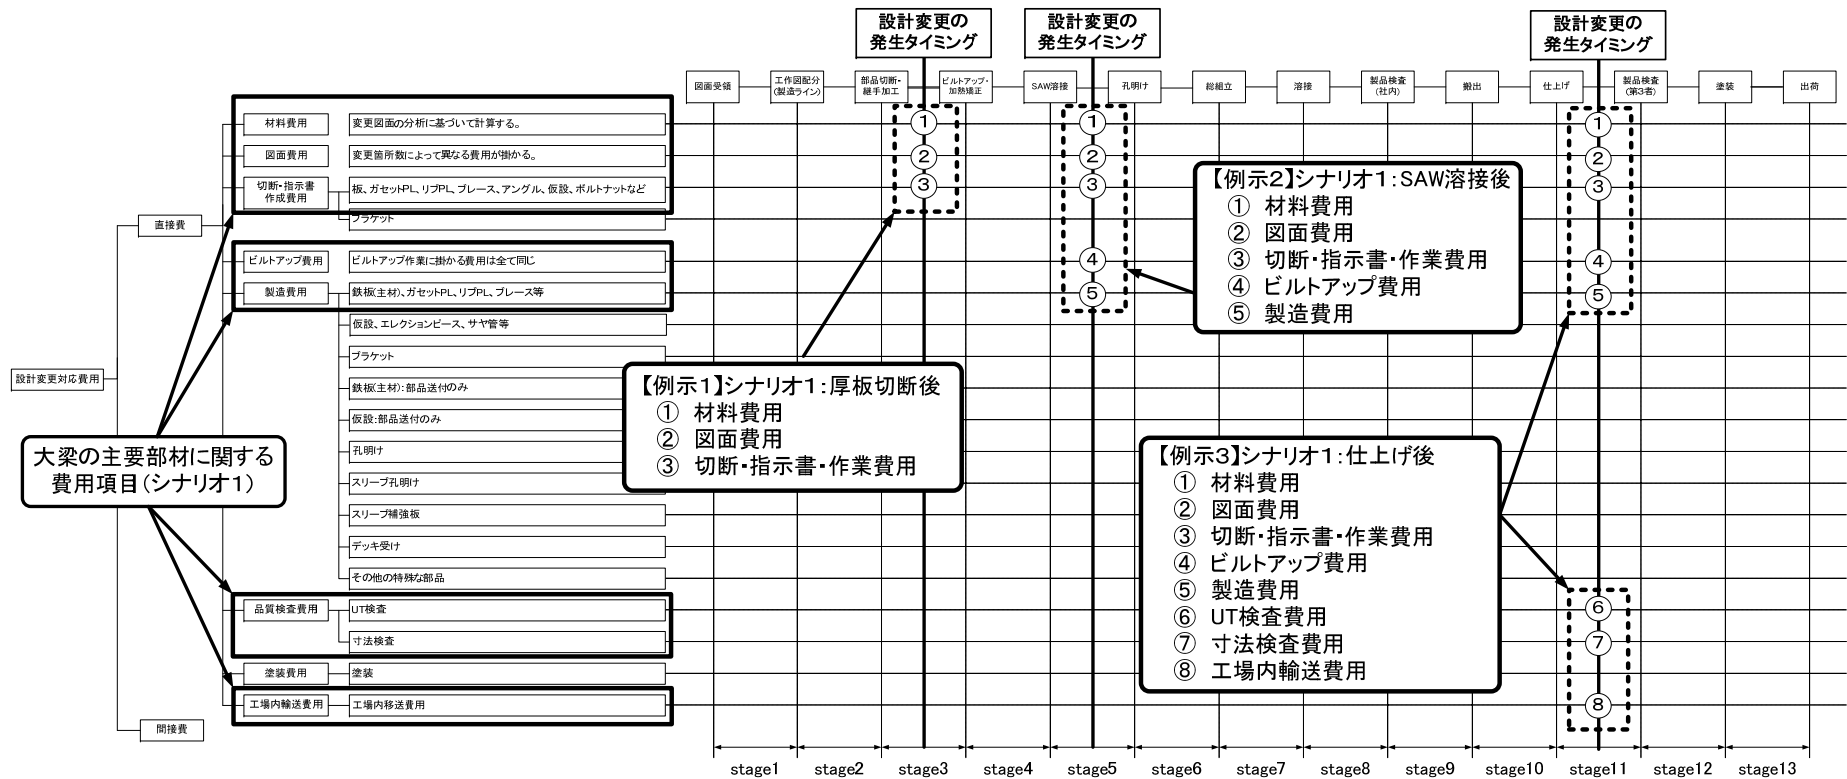 設計変更の
発生タイミング
設計変更の
発生タイミング
設計変更の
発生タイミング
図面受領
工作図配分
(製造ライン)
部品切断・
継手加工
ビルトアップ・
加熱矯正
SAW溶接
孔明け
総組立
溶接
製品検査
(社内)
搬出
仕上げ
製品検査
(第3者)
塗装
出荷
材料費用
変更図面の分析に基づいて計算する。
①
①
①
図面費用
変更箇所数によって異なる費用が掛かる。
②
②
②
切断・指示書
作成費用
板、ガセットPL、リブPL、ブレース、アングル、仮設、ボルトナットなど
③
③
③
ブラケット
直接費
ビルトアップ費用
ビルトアップ作業に掛かる費用は全て同じ
④
④
製造費用
鉄板(主材)、ガセットPL、リブPL、ブレース等
⑤
⑤
仮設、エレクションピース、サヤ管等
ブラケット
設計変更対応費用
鉄板(主材):部品送付のみ
仮設:部品送付のみ
孔明け
スリーブ孔明け
スリーブ補強板
デッキ受け
その他の特殊な部品
品質検査費用
UT検査
⑥
寸法検査
⑦
塗装費用
塗装
工場内輸送費用
工場内移送費用
⑧
間接費
大梁の主要部材に関する
費用項目(シナリオ1)
【例示1】シナリオ1:厚板切断後
① 材料費用
② 図面費用
③ 切断・指示書・作業費用
【例示2】シナリオ1:SAW溶接後
① 材料費用
② 図面費用
③ 切断・指示書・作業費用
④ ビルトアップ費用
⑤ 製造費用
【例示3】シナリオ1:仕上げ後
① 材料費用
② 図面費用
③ 切断・指示書・作業費用
④ ビルトアップ費用
⑤ 製造費用
⑥ UT検査費用
⑦ 寸法検査費用
⑧ 工場内輸送費用
stage1
stage2
stage3
stage4
stage5
stage6
stage7
stage8
stage9
stage10
stage11
stage12
stage13